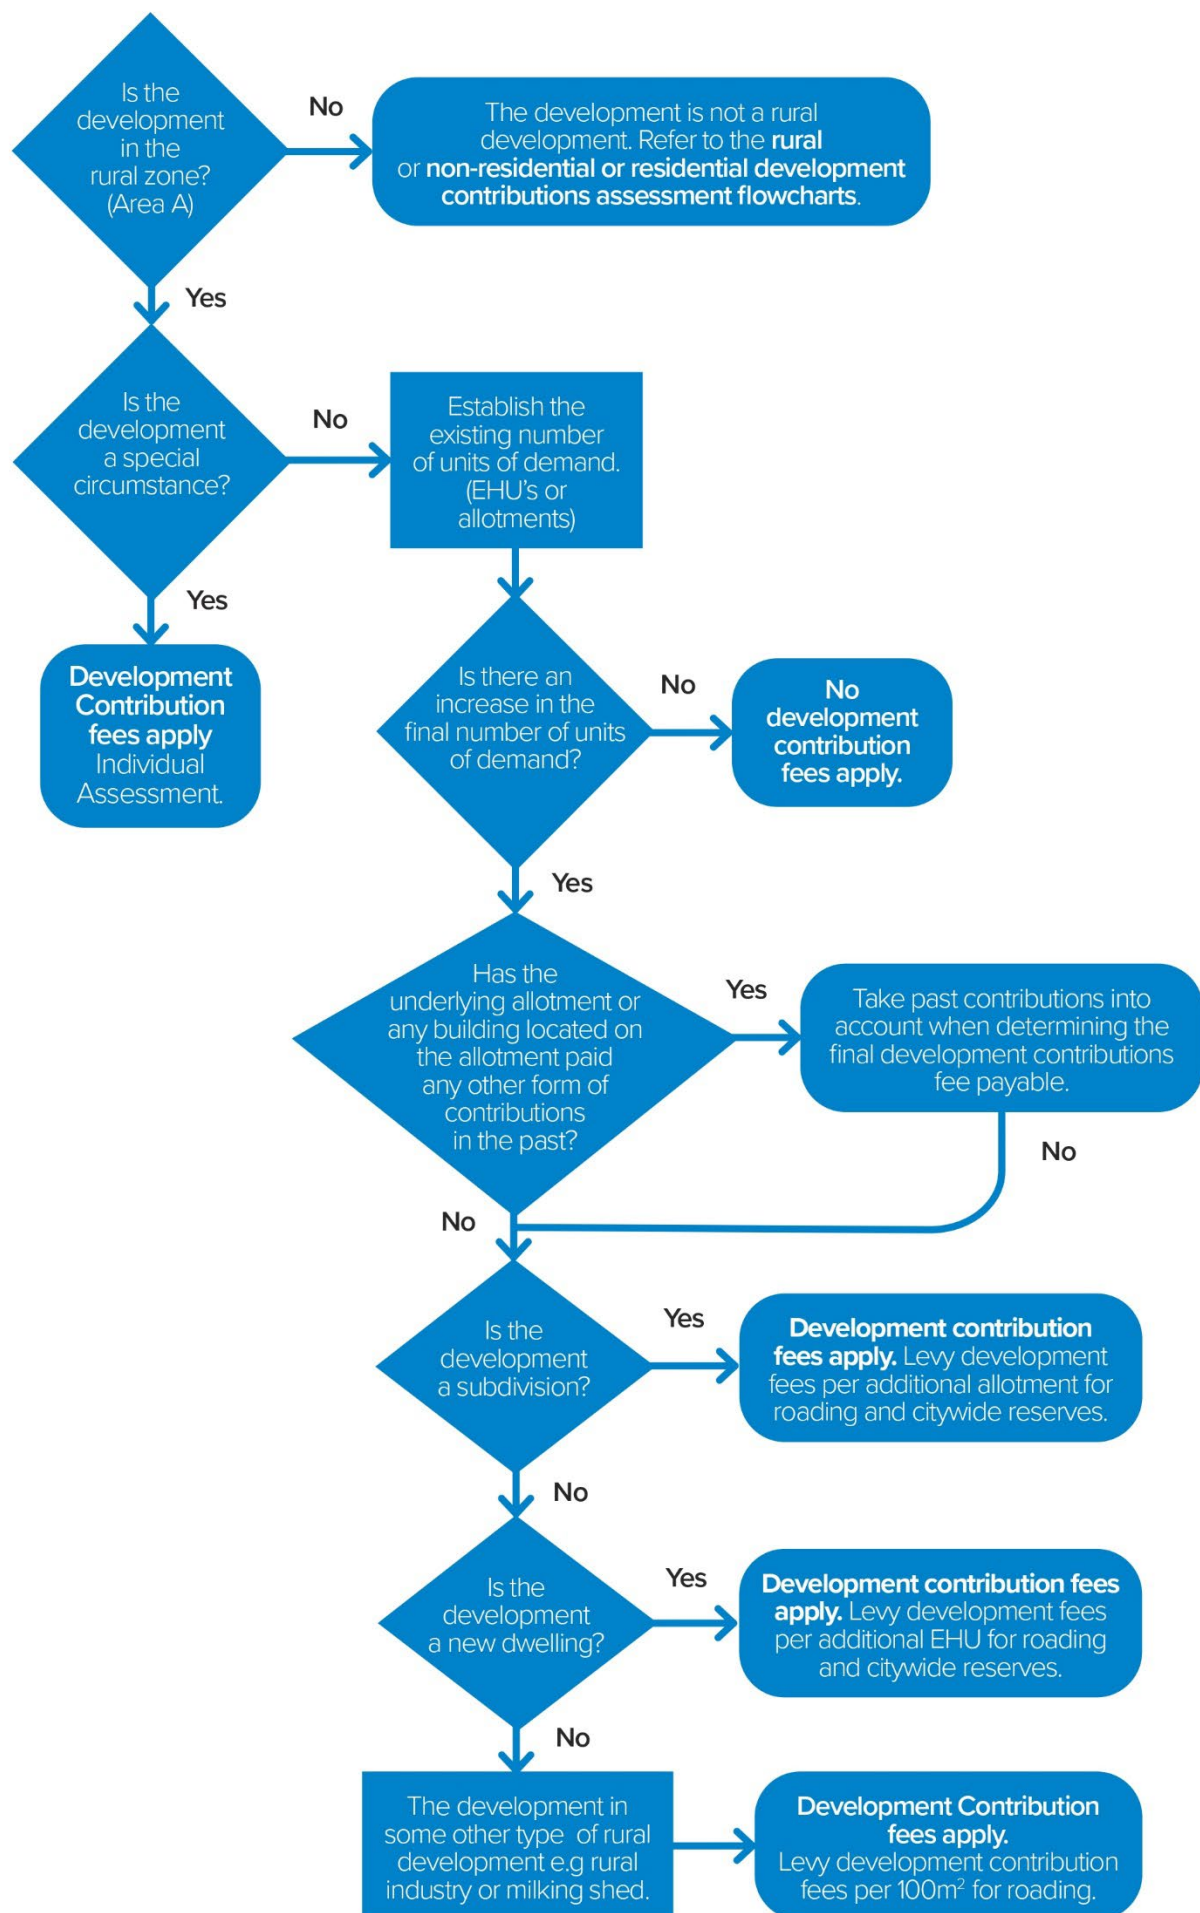 Is the
development
in the
rural zone?
(Area A)
No
The development is not a rural
development. Refer to the rural
or non-residential or residential development
contributions assessment flowcharts.
Yes
Is the
development
a special
circumstance?
No
Establish the
existing number
of units of demand.
(EHU's or
allotments)
Yes
Development
Contribution
fees apply
Individual
Assessment.
Is there an
increase in the
final number of units
of demand?
No
No
development
contribution
fees apply.
Yes
Has the
underlying allotment or
any building located on
the allotment paid
any other form of
contributions
in the past?
Yes
Take past contributions into
account when determining the
final development contributions
fee payable.
No
No
Is the
development
a subdivision?
Yes
Development contribution
fees apply. Levy development
fees per additional allotment for
roading and citywide reserves.
No
Is the
development
a new dwelling?
Yes
Development contribution fees
apply. Levy development fees
per additional EHU for roading
and citywide reserves.
No
The development in
some other type of rural
development e.g rural
industry or milking shed.
Development Contribution
fees apply.
Levy development contribution
fees per 100m² for roading.